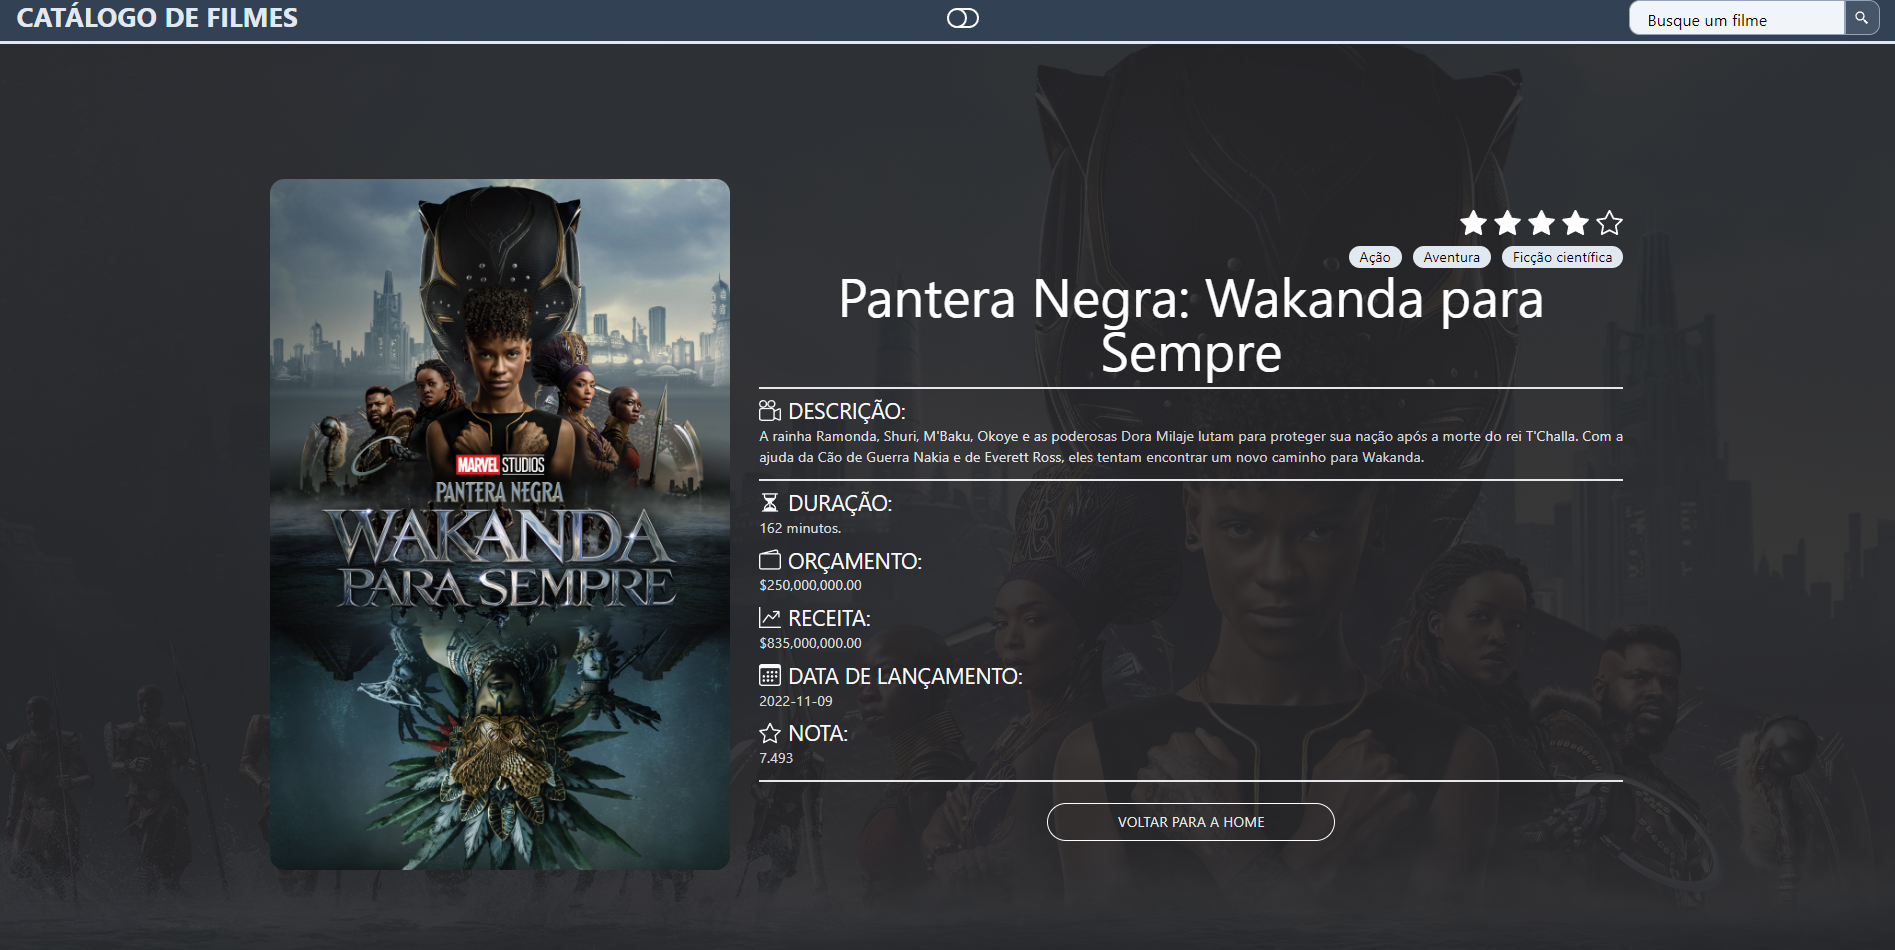 CATÁLOGO DE FILMES
Busque um filme
MARVEL STUDIOS
PANTERA NEGRA
WAKANDA
PARA SEMPRE
Ação Aventura Ficção científica
Pantera Negra: Wakanda para
Sempre
DESCRIÇÃO:
A rainha Ramonda, Shuri, M'Baku, Okoye e as poderosas Dora Milaje lutam para proteger sua nação após a morte do rei T'Challa. Com a
ajuda da Cão de Guerra Nakia e de Everett Ross, eles tentam encontrar um novo caminho para Wakanda.
DURAÇÃO:
162 minutos.
ORÇAMENTO:
$250,000,000.00
RECEITA:
$835,000,000.00
DATA DE LANÇAMENTO:
2022-11-09
NOTA:
7.493
VOLTAR PARA A HOME